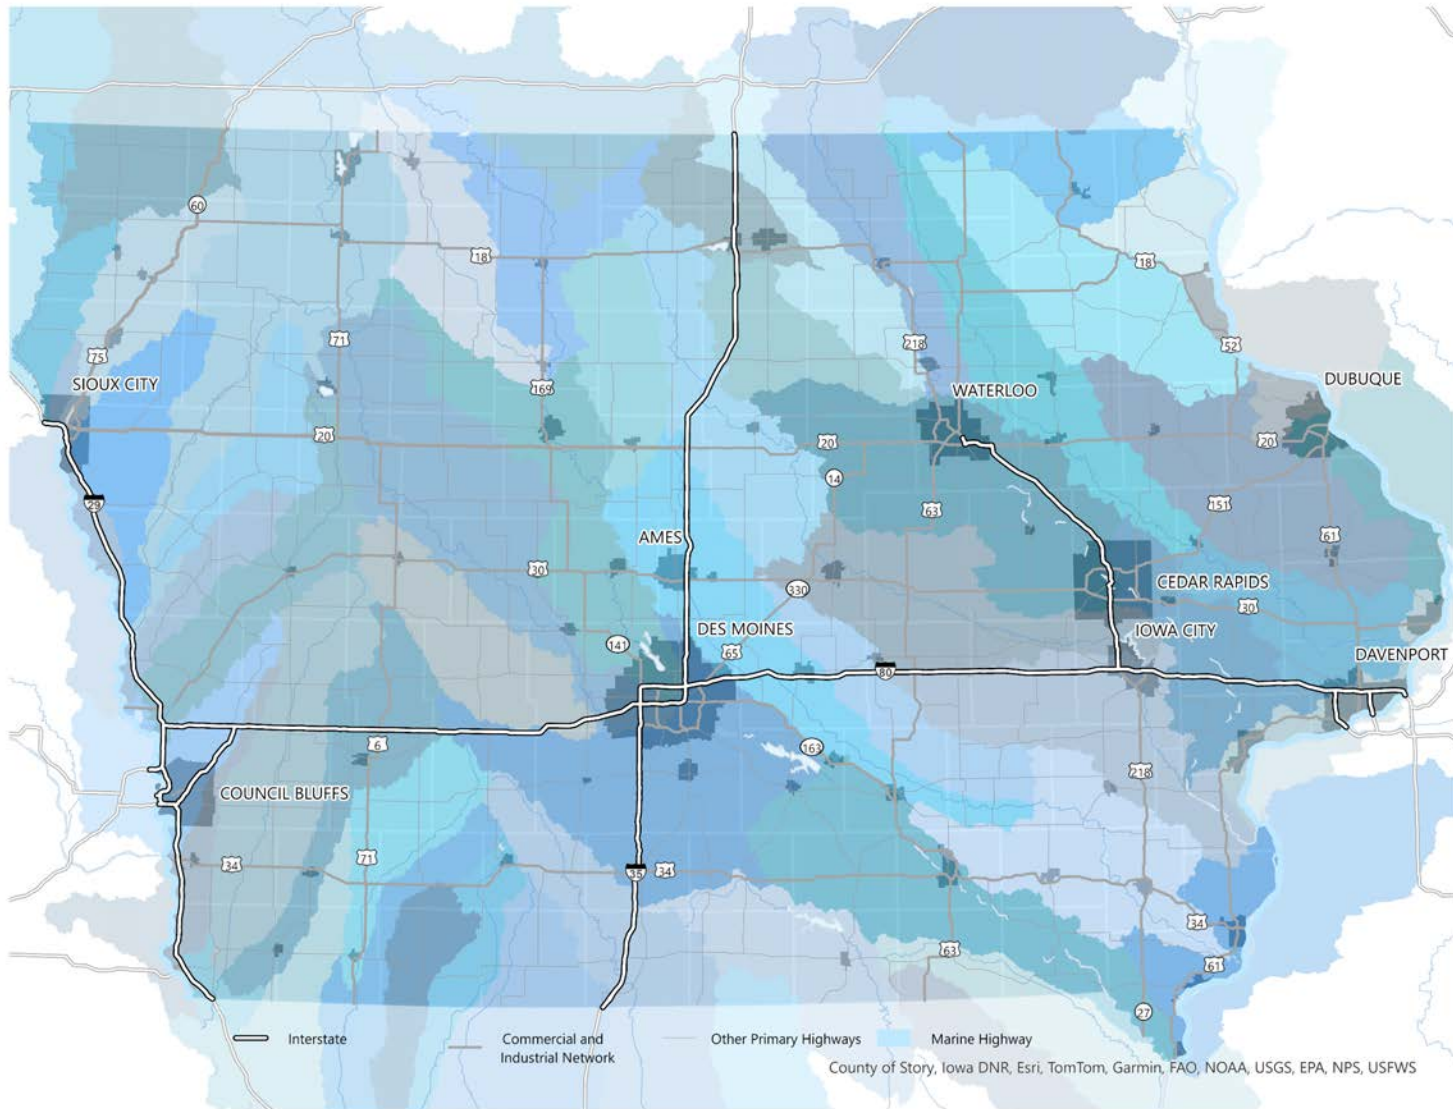 60
18
18
71
75
218
52
SIOUX CITY
DUBUQUE
169
WATERLOO
20
20
20
14
29
63
151
AMES
61
30
330
CEDAR RAPIDS
30
DES MOINES
IOWA CITY
141
65
DAVENPORT
80
6
163
218
COUNCIL BLUFFS
34
71
35
34
34
63
61
27
Interstate
Commercial and
Industrial Network
Other Primary Highways
Marine Highway
County of Story, Iowa DNR, Esri, TomTom, Garmin, FAO, NOAA, USGS, EPA, NPS, USFWS